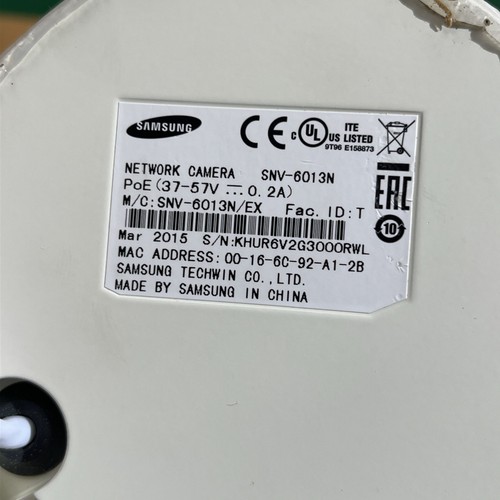 SAMSUNG
CE
c UL US ITE LISTED
9T96 E158873
NETWORK CAMERA SNV-6013N
PoE(37-57V ⎓ 0.2A)
M/C:SNV-6013N/EX Fac. ID:T
EAC
10
Mar 2015 S/N:KHUR6V2G3000RWL
MAC ADDRESS:00-16-6C-92-A1-2B
SAMSUNG TECHWIN CO.,LTD.
MADE BY SAMSUNG IN CHINA